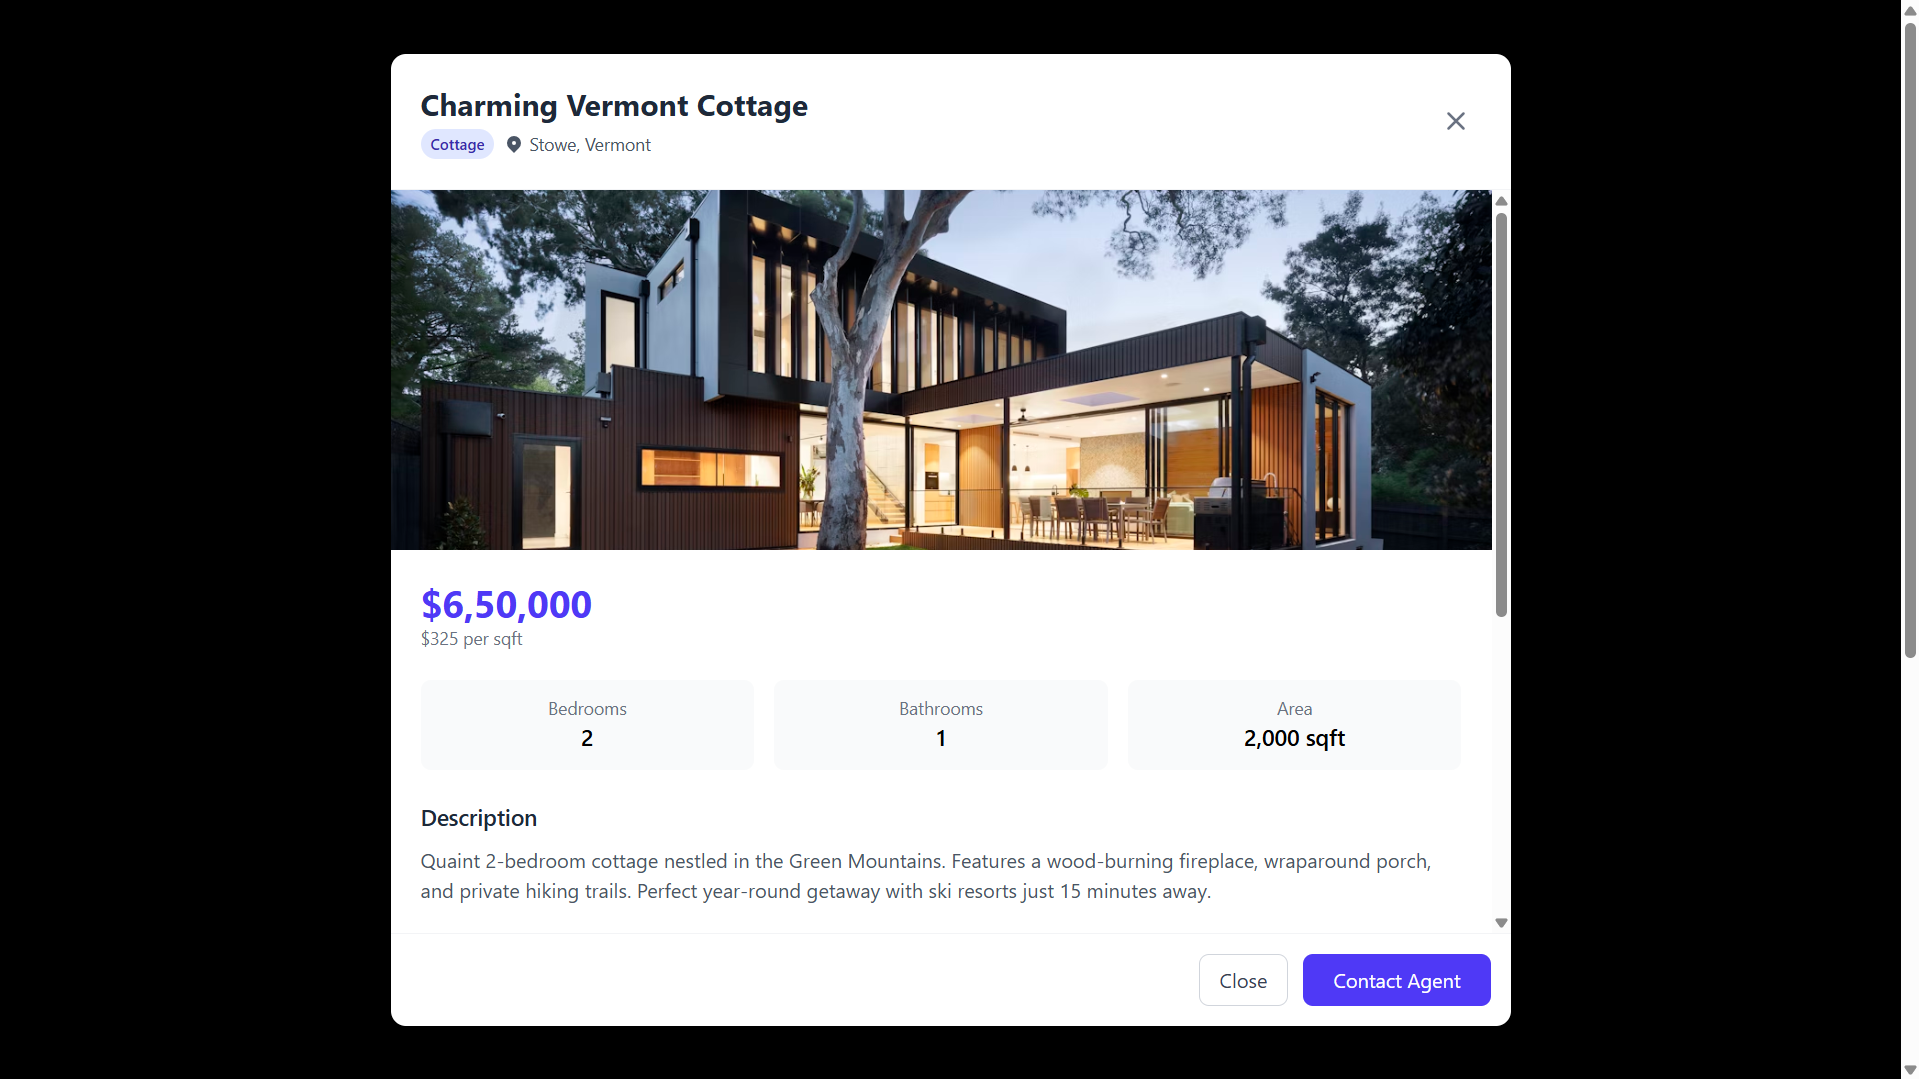 Charming Vermont Cottage
Cottage Stowe, Vermont
$6,50,000
$325 per sqft
Bedrooms
2
Bathrooms
1
Area
2,000 sqft
Description
Quaint 2-bedroom cottage nestled in the Green Mountains. Features a wood-burning fireplace, wraparound porch,
and private hiking trails. Perfect year-round getaway with ski resorts just 15 minutes away.
Close
Contact Agent